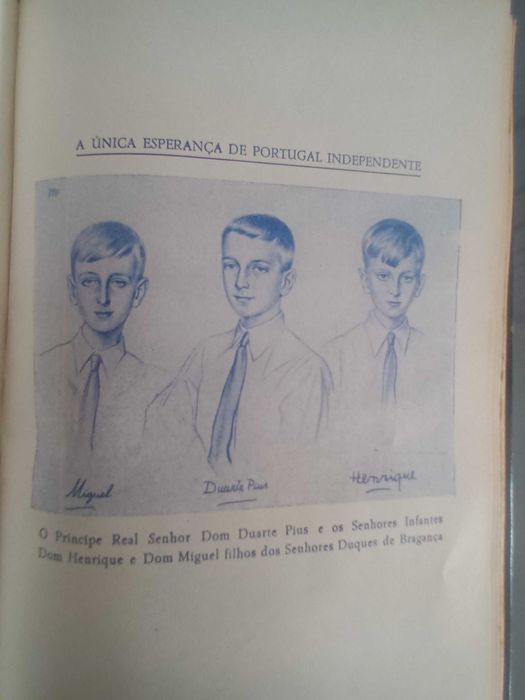 A ÚNICA ESPERANÇA DE PORTUGAL INDEPENDENTE
Miguel
Duarte Pius
Henrique
O Príncipe Real Senhor Dom Duarte Pius e os Senhores Infantes
Dom Henrique e Dom Miguel filhos dos Senhores Duques de Bragança